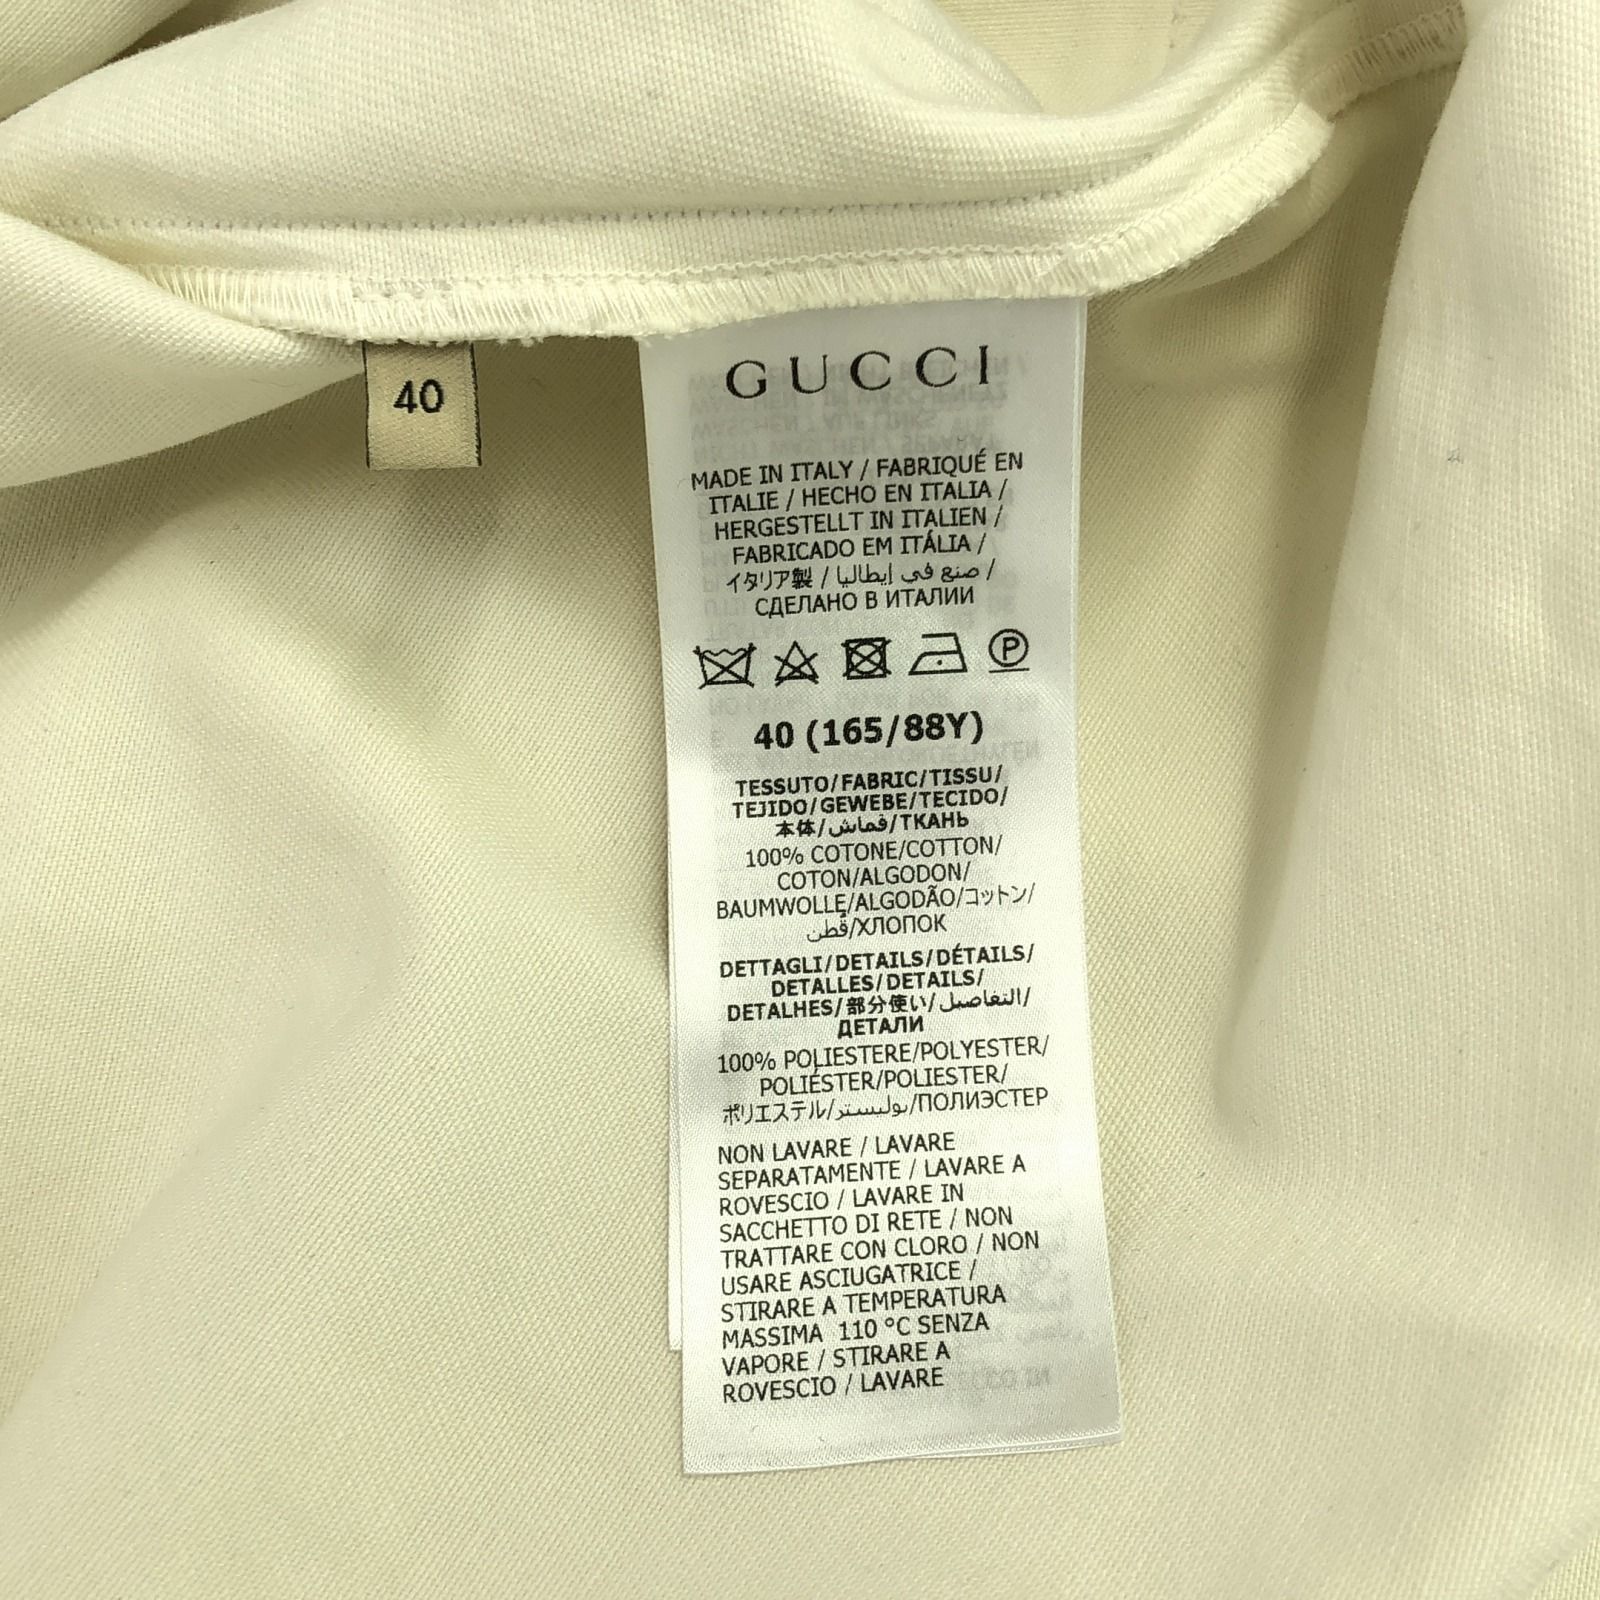 40
GUCCI
MADE IN ITALY / FABRIQUÉ EN
ITALIE / HECHO EN ITALIA /
HERGESTELLT IN ITALIEN /
FABRICADO EM ITÁLIA /
イタリア製 / صنع في إيطاليا /
СДЕЛАНО В ИТАЛИИ
P
40 (165/88Y)
TESSUTO/FABRIC/TISSU/
TEJIDO/GEWEBE/TECIDO/
本体/قماش/ТКАНЬ
100% COTONE/COTTON/
COTON/ALGODON/
BAUMWOLLE/ALGODÃO/コットン/
قطن/ХЛОПОК
DETTAGLI/DETAILS/DÉTAILS/
DETALLES/DETAILS/
DETALHES/部分使い/التفاصيل/
ДЕТАЛИ
100% POLIESTERE/POLYESTER/
POLIÉSTER/POLIESTER/
ポリエステル/بوليستر/ПОЛИЭСТЕР
NON LAVARE / LAVARE
SEPARATAMENTE / LAVARE A
ROVESCIO / LAVARE IN
SACCHETTO DI RETE / NON
TRATTARE CON CLORO / NON
USARE ASCIUGATRICE /
STIRARE A TEMPERATURA
MASSIMA 110 °C SENZA
VAPORE / STIRARE A
ROVESCIO / LAVARE